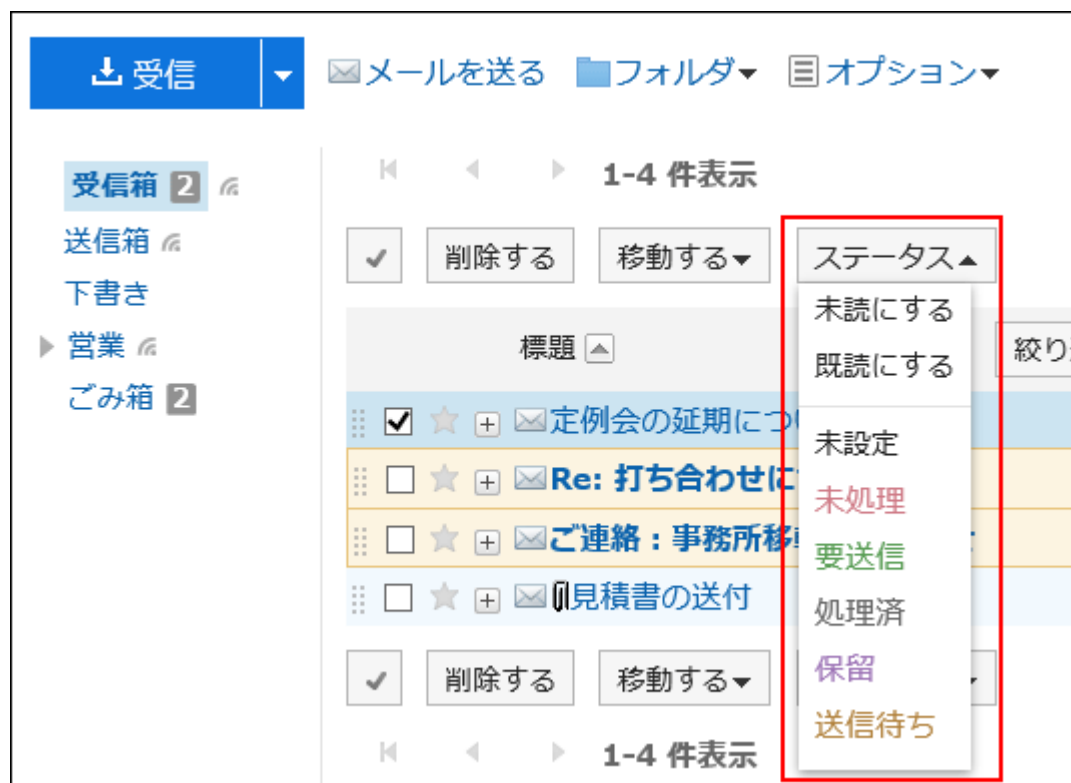 受信 メールを送る フォルダ オプション
受信箱 2
送信箱
下書き
営業
ごみ箱 2
1-4 件表示
削除する 移動する ステータス
未読にする
既読にする
未設定
未処理
要送信
処理済
保留
送信待ち
標題 絞り
定例会の延期につ
Re: 打ち合わせに
ご連絡：事務所移
見積書の送付
削除する 移動する
1-4 件表示